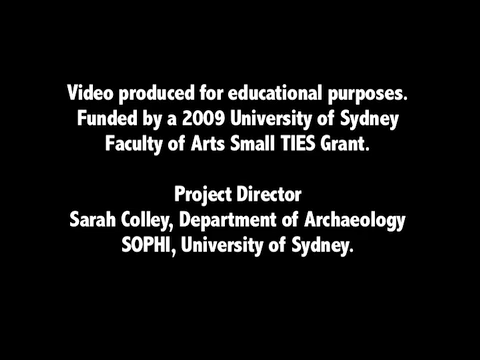 Video produced for educational purposes.
Funded by a 2009 University of Sydney
Faculty of Arts Small TIES Grant.
Project Director
Sarah Colley, Department of Archaeology
SOPHI, University of Sydney.